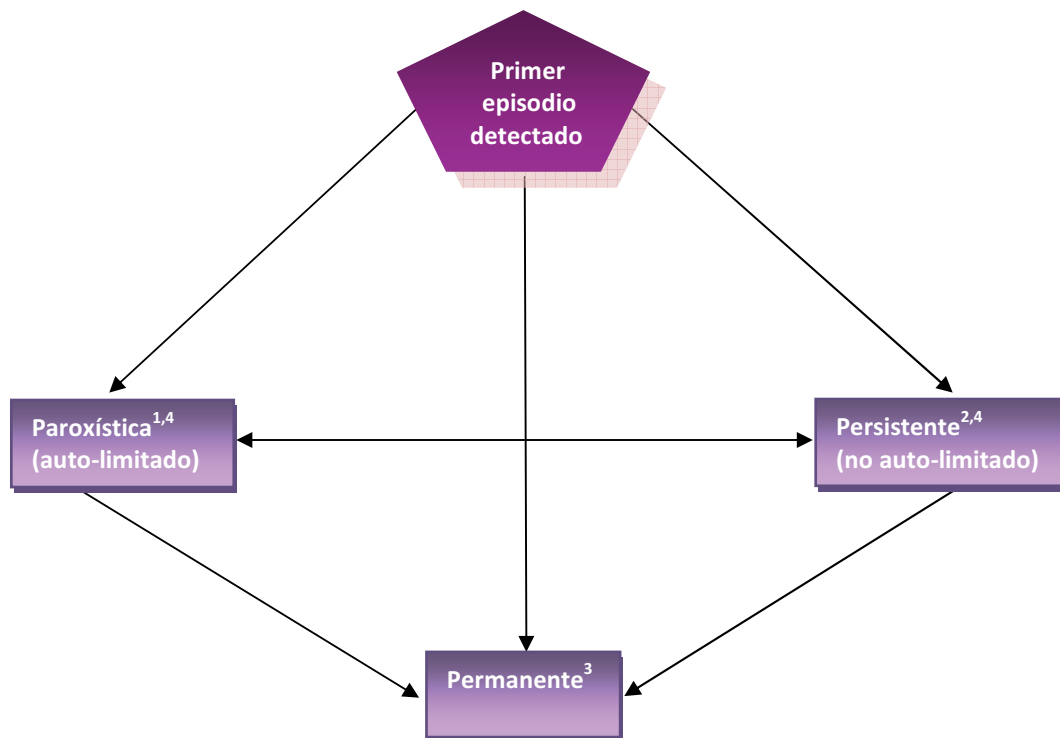 Primer
episodio
detectado
Paroxística1,4
(auto-limitado)
Persistente2,4
(no auto-limitado)
Permanente3